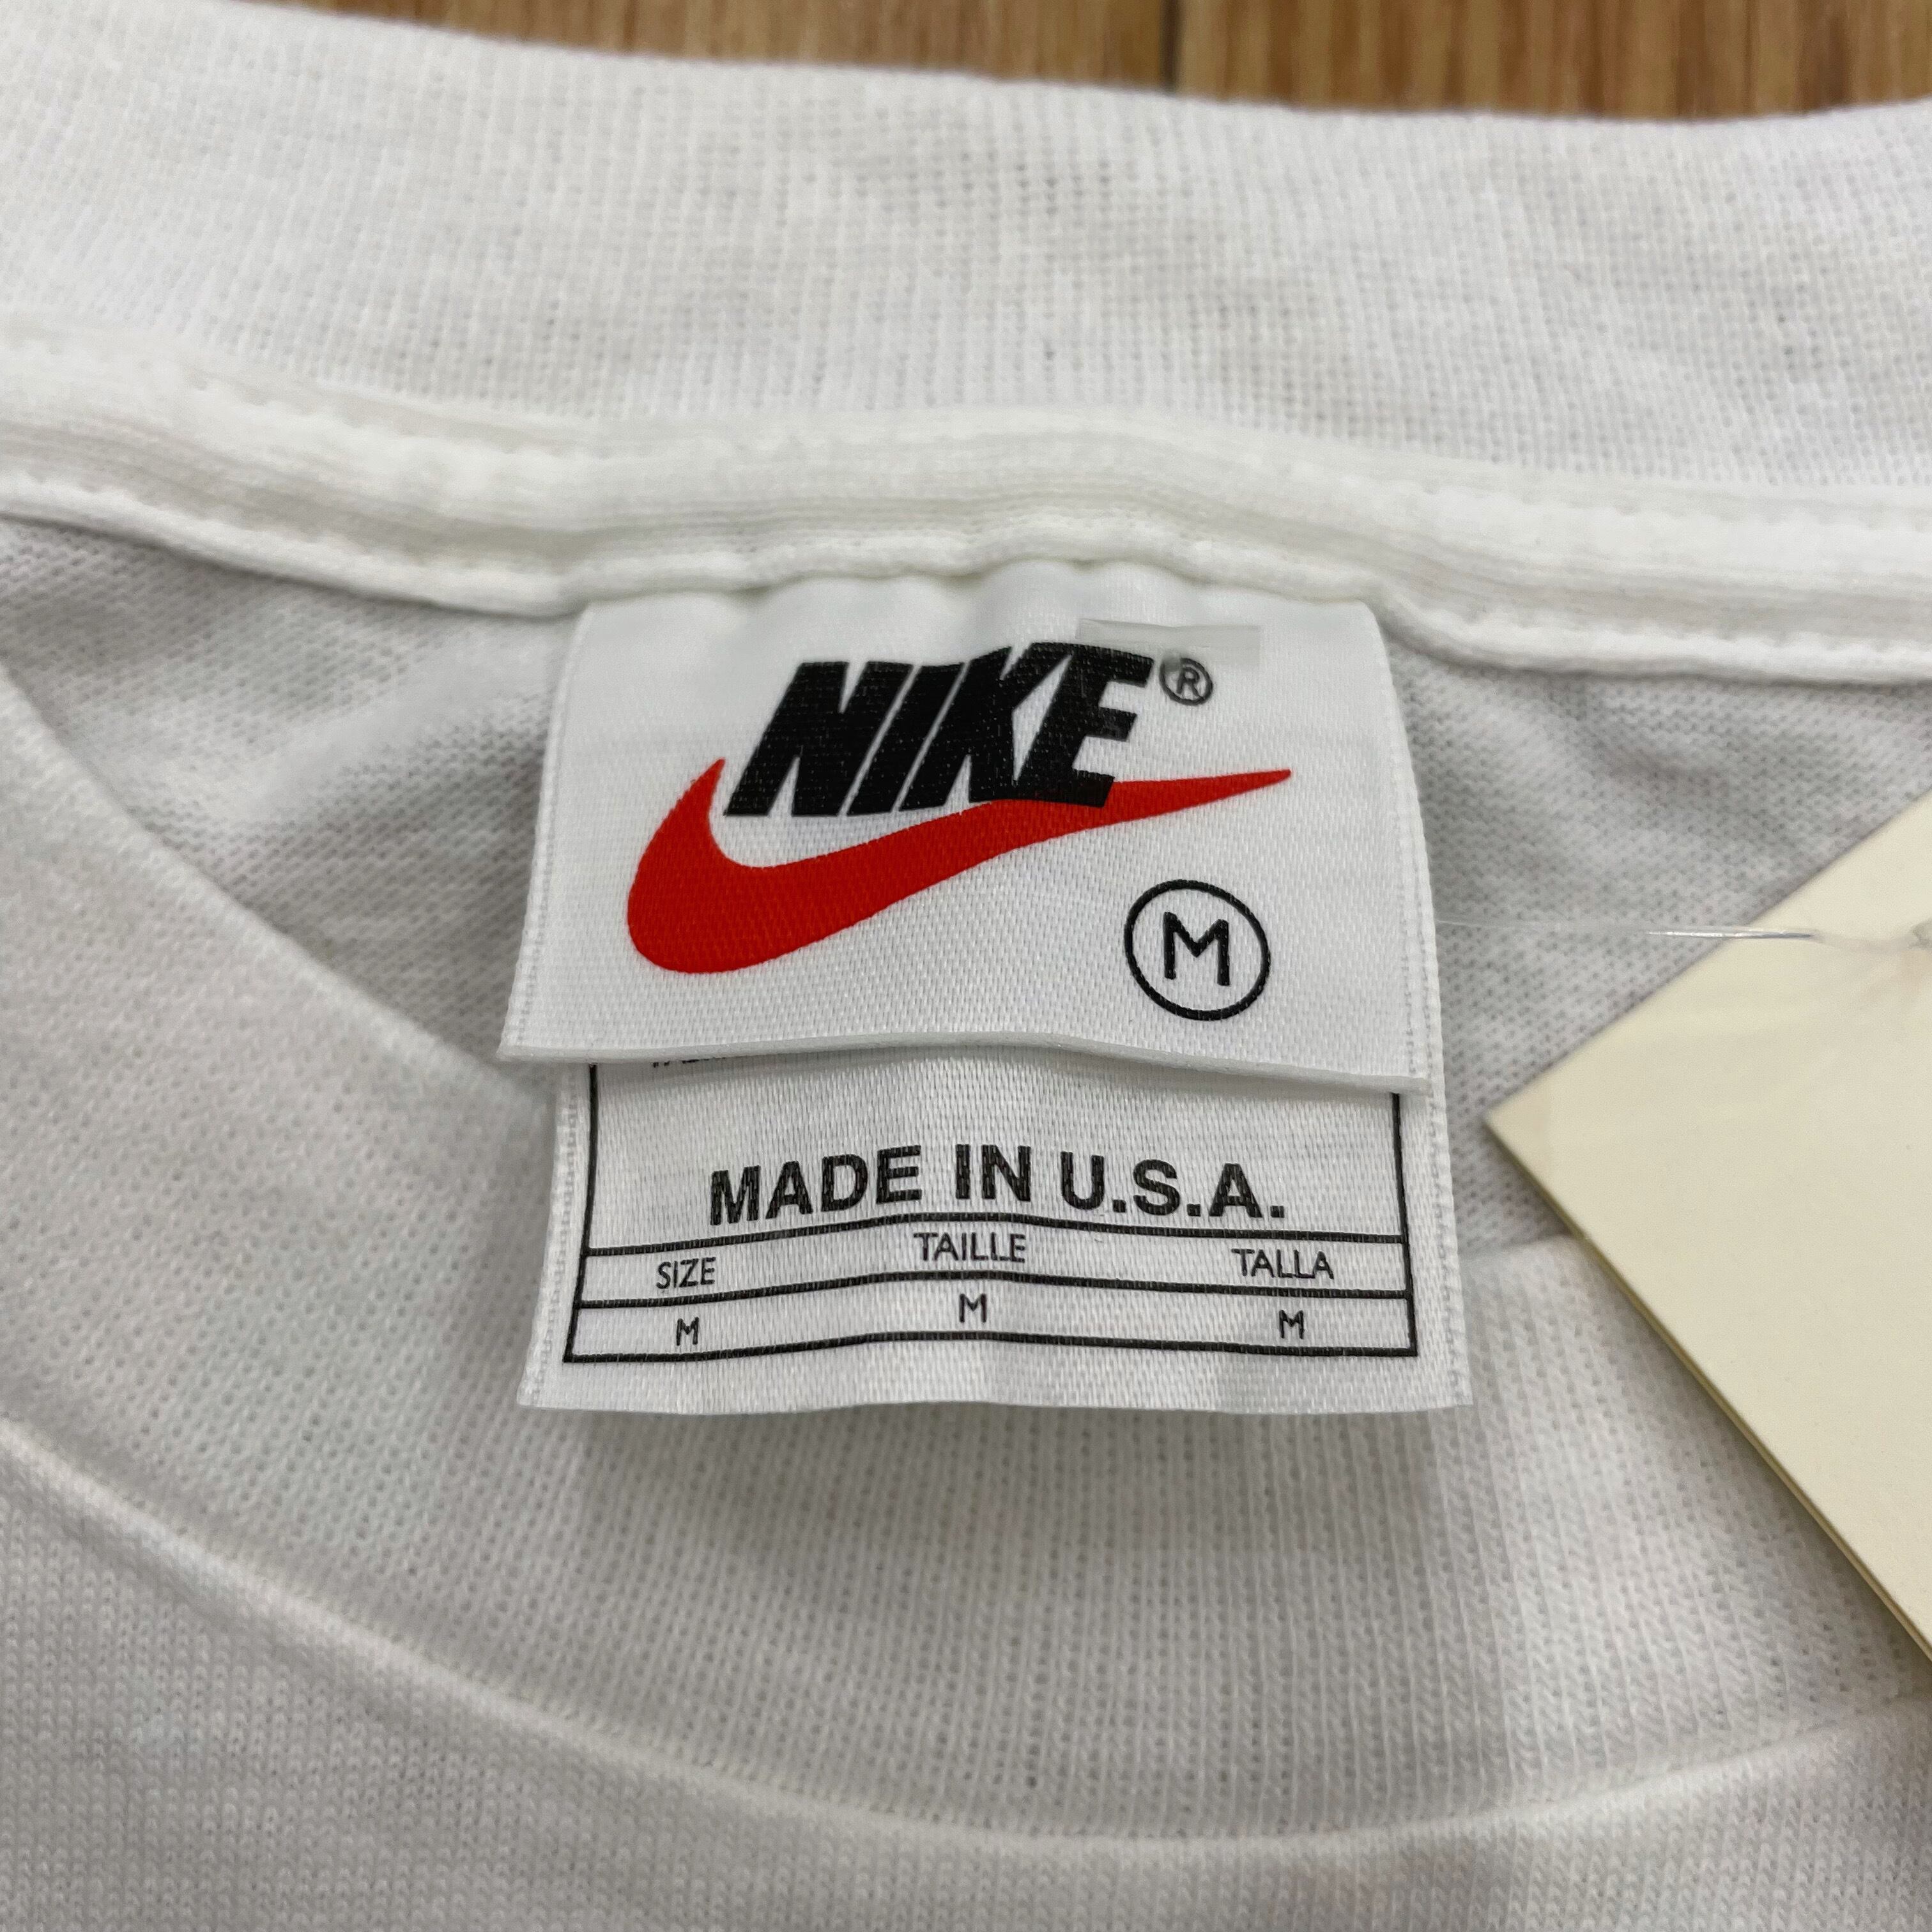 NIKE®
M
MADE IN U.S.A.
SIZE TAILLE TALLA
M M M